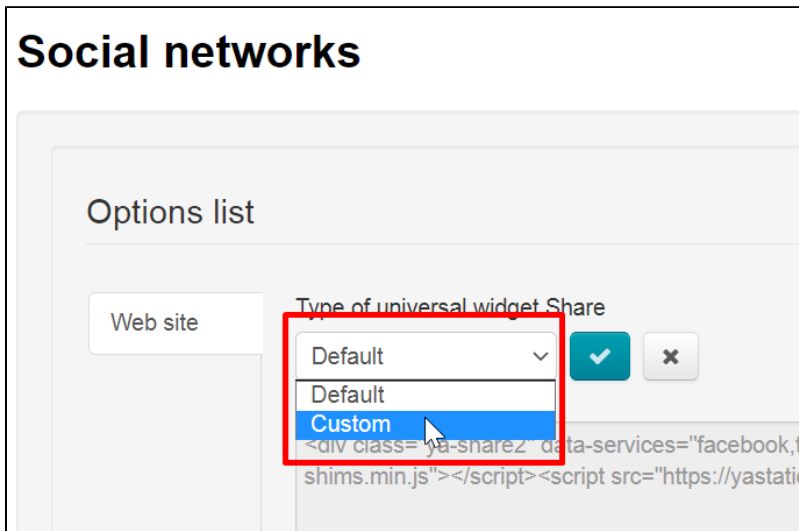 Social networks
Options list
Web site
Type of universal widget Share
Default
Default
Custom
<div class="ya-share2" data-services="facebook,t
shims.min.js"></script><script src="https://yastatic